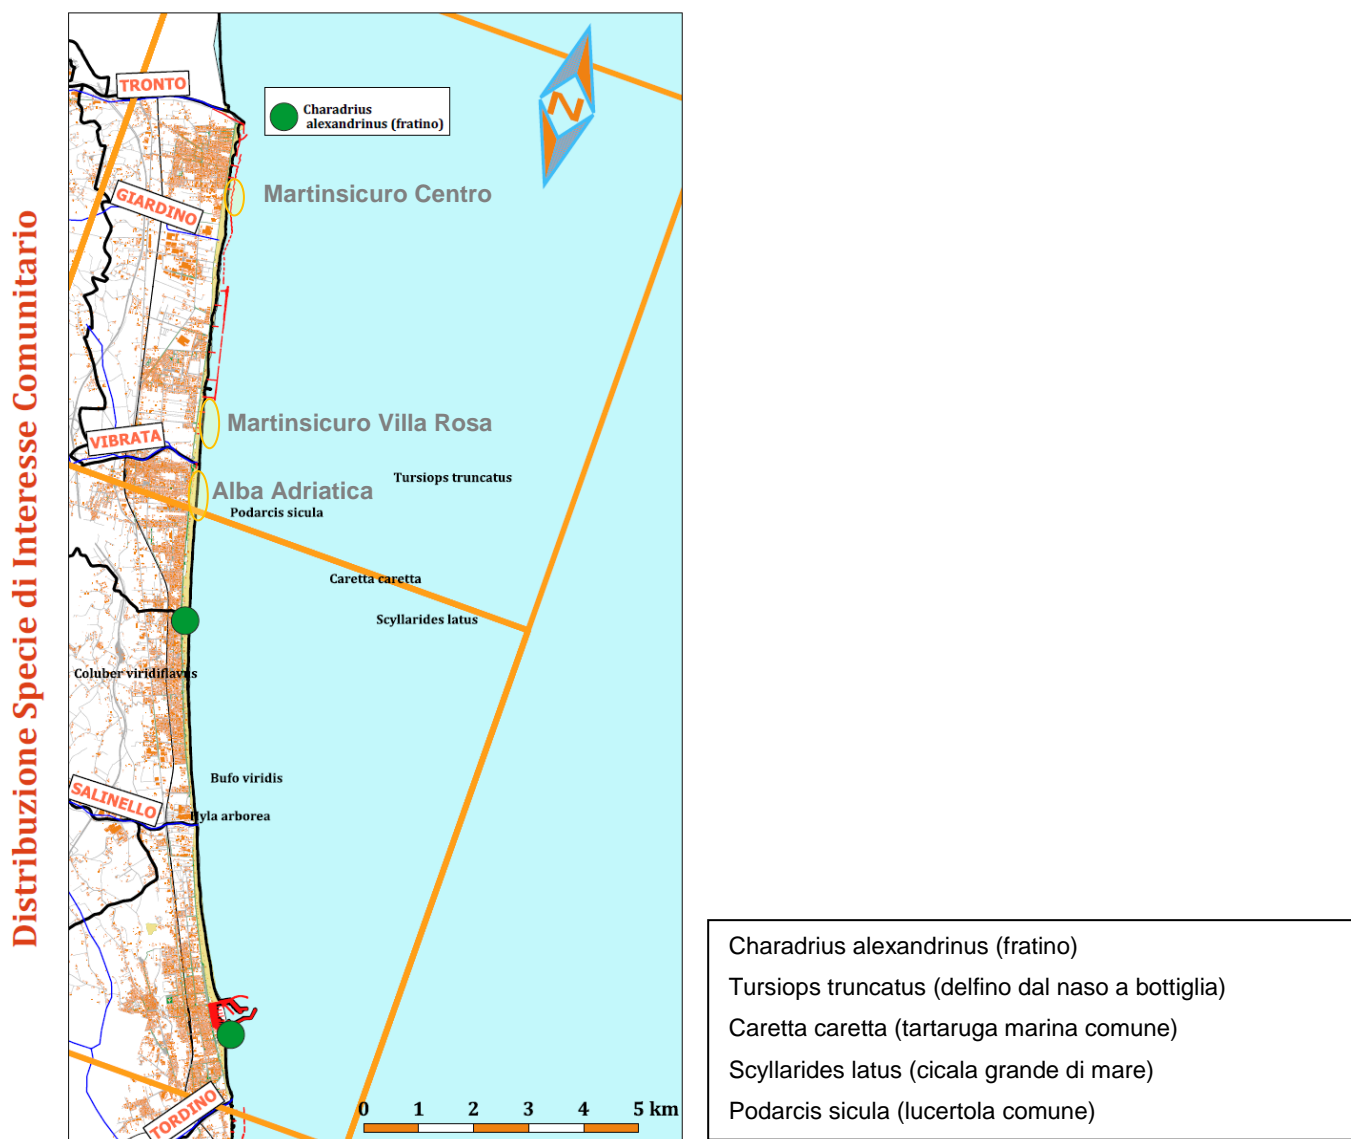 Distribuzione Specie di Interesse Comunitario
TRONTO
Charadrius
alexandrinus (fratino)
N
Martinsicuro Centro
GIARDINO
Martinsicuro Villa Rosa
VIBRATA
Tursiops truncatus
Alba Adriatica
Podarcis sicula
Caretta caretta
Scyllarides latus
Coluber viridiflavus
Bufo viridis
SALINELLO
Hyla arborea
TORDINO
0 1 2 3 4 5 km
Charadrius alexandrinus (fratino)
Tursiops truncatus (delfino dal naso a bottiglia)
Caretta caretta (tartaruga marina comune)
Scyllarides latus (cicala grande di mare)
Podarcis sicula (lucertola comune)